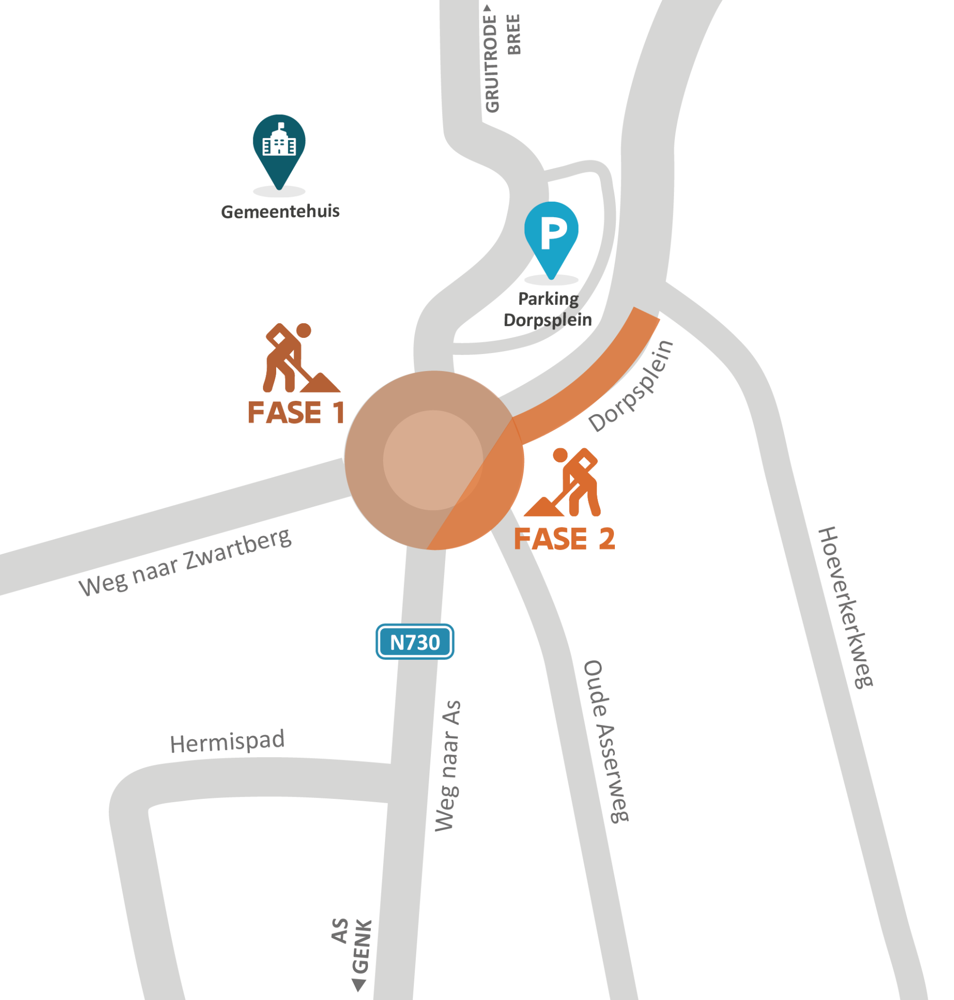 GRUITRODE
BREE
Gemeentehuis
P
Parking
Dorpsplein
FASE 1
Dorpsplein
FASE 2
Weg naar Zwartberg
Hoeverkerkweg
N730
Oude Asserweg
Weg naar As
Hermispad
AS
GENK